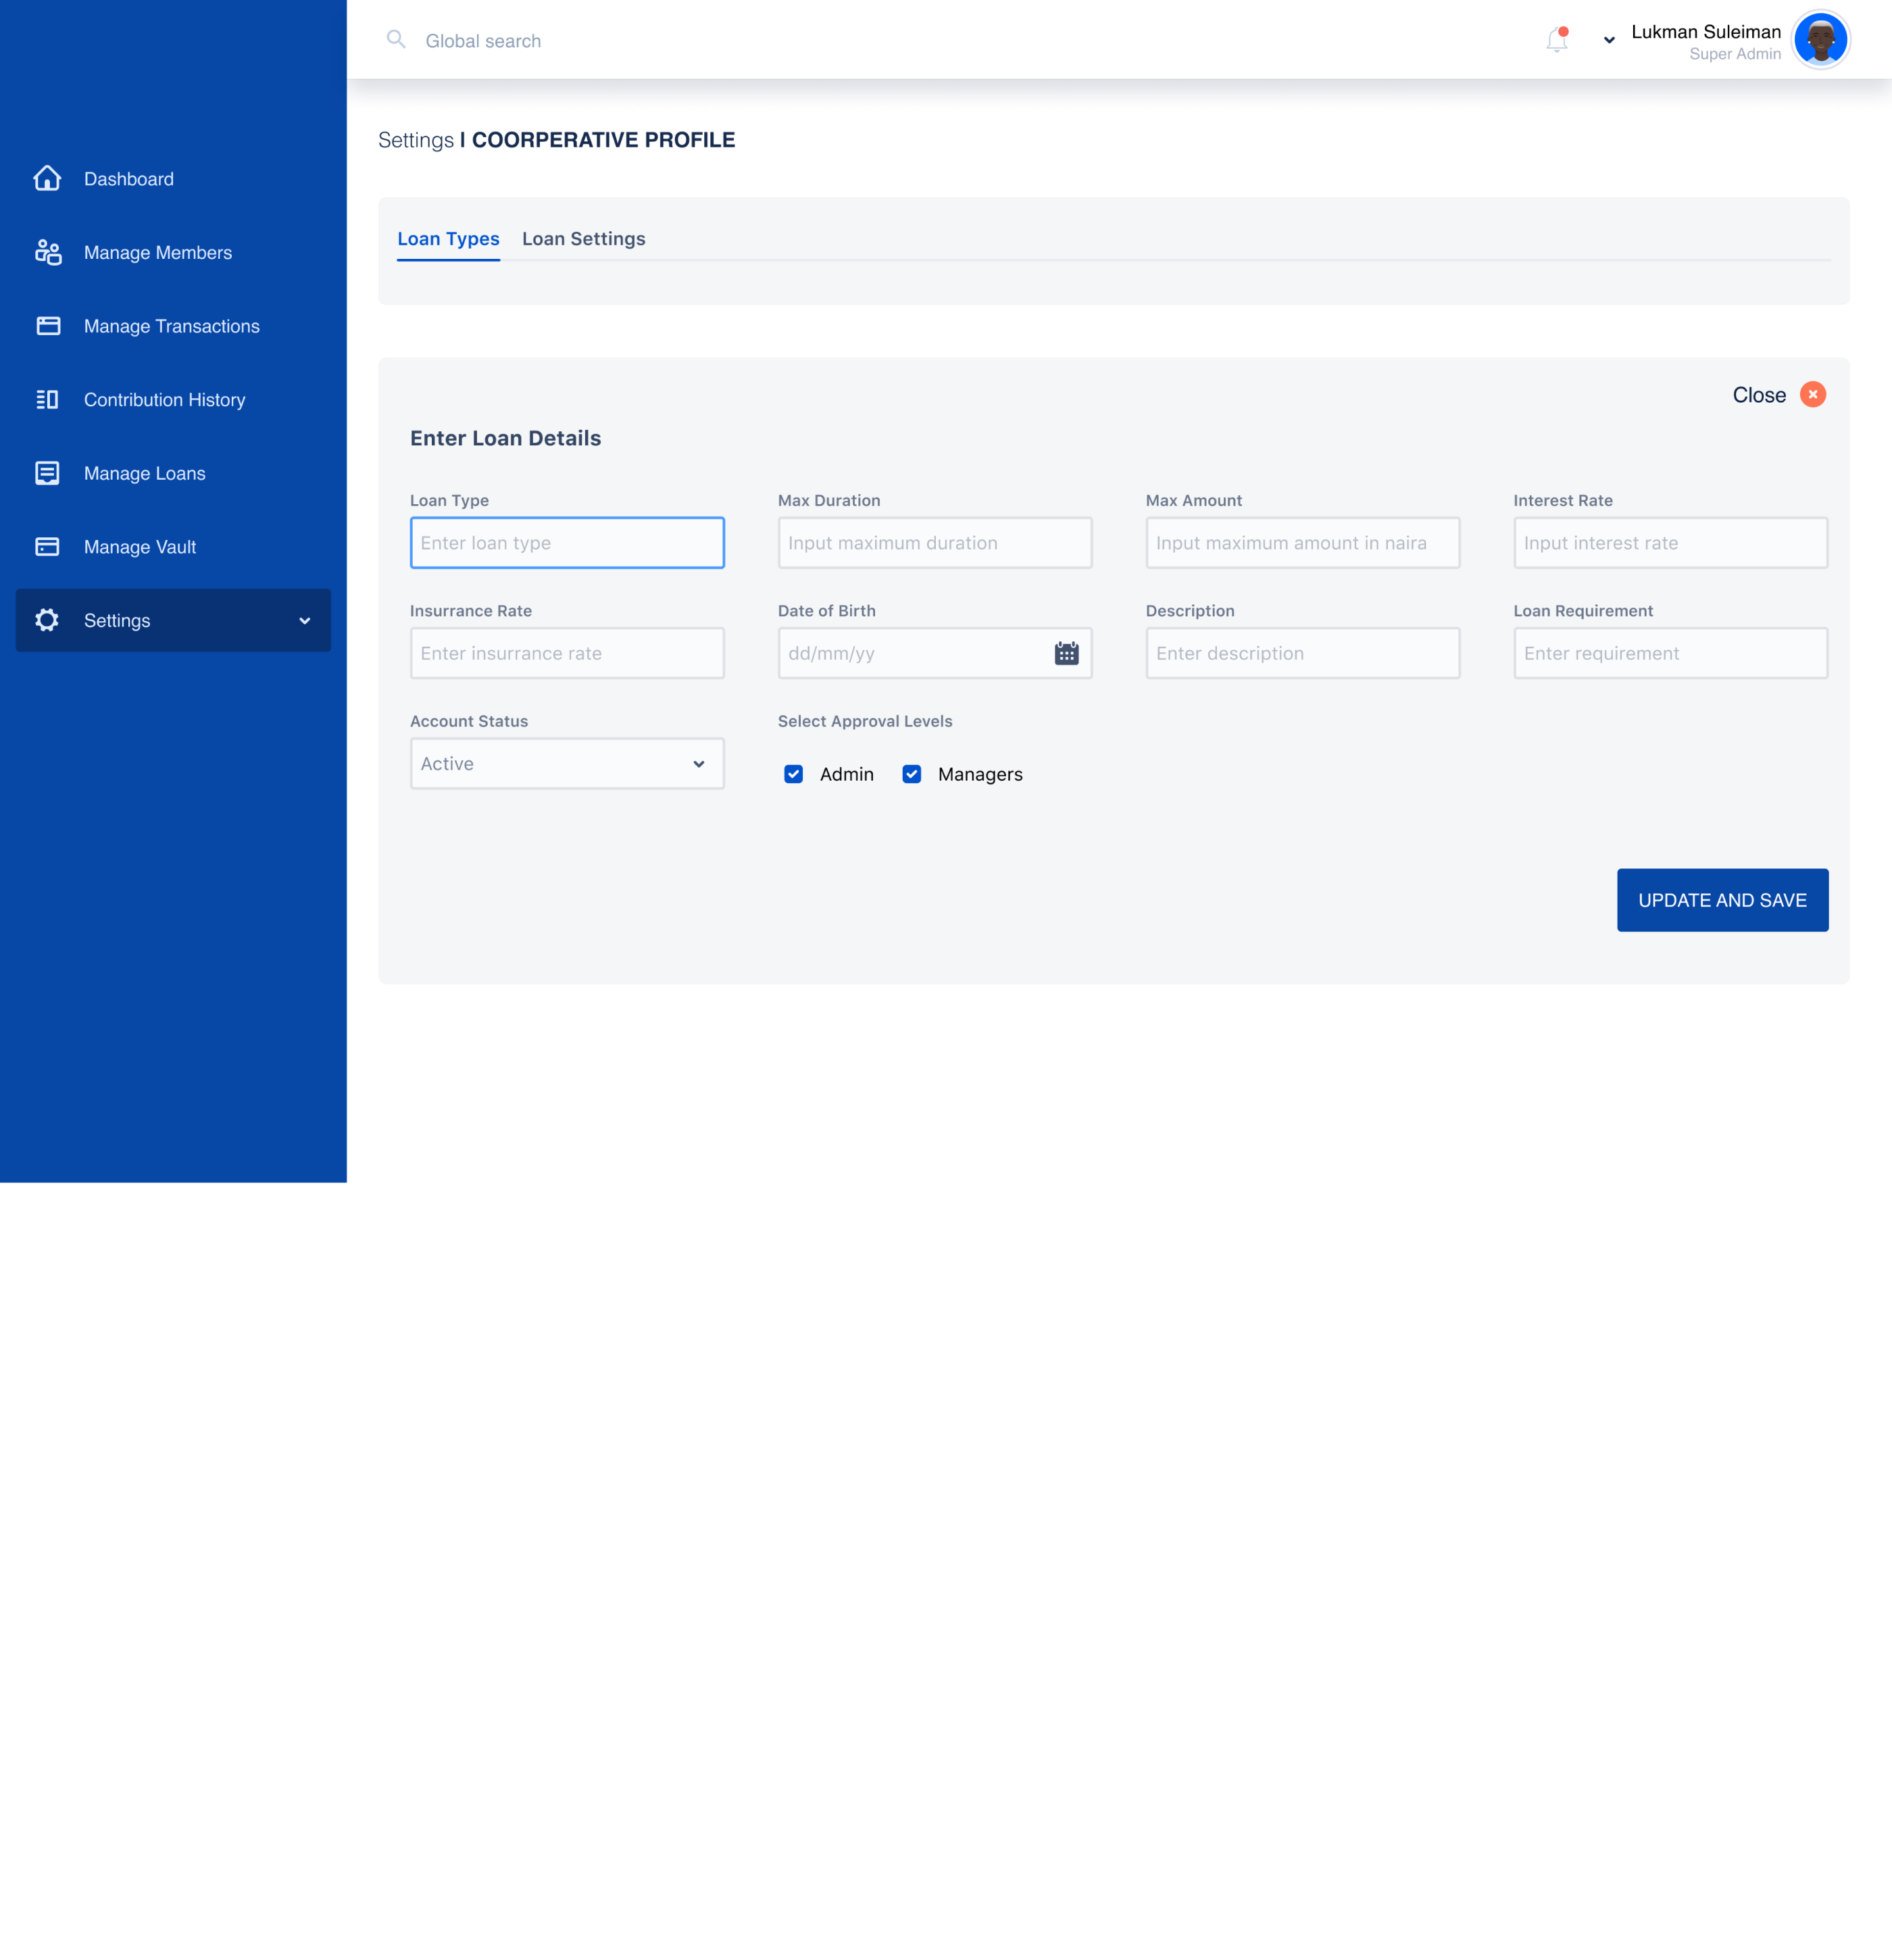 Global search
Lukman Suleiman
Super Admin
Dashboard
Manage Members
Manage Transactions
Contribution History
Manage Loans
Manage Vault
Settings
Settings | COORPERATIVE PROFILE
Loan Types Loan Settings
Close
Enter Loan Details
Loan Type Max Duration Max Amount Interest Rate
Enter loan type Input maximum duration Input maximum amount in naira Input interest rate
Insurrance Rate Date of Birth Description Loan Requirement
Enter insurrance rate dd/mm/yy Enter description Enter requirement
Account Status Select Approval Levels
Active Admin Managers
UPDATE AND SAVE